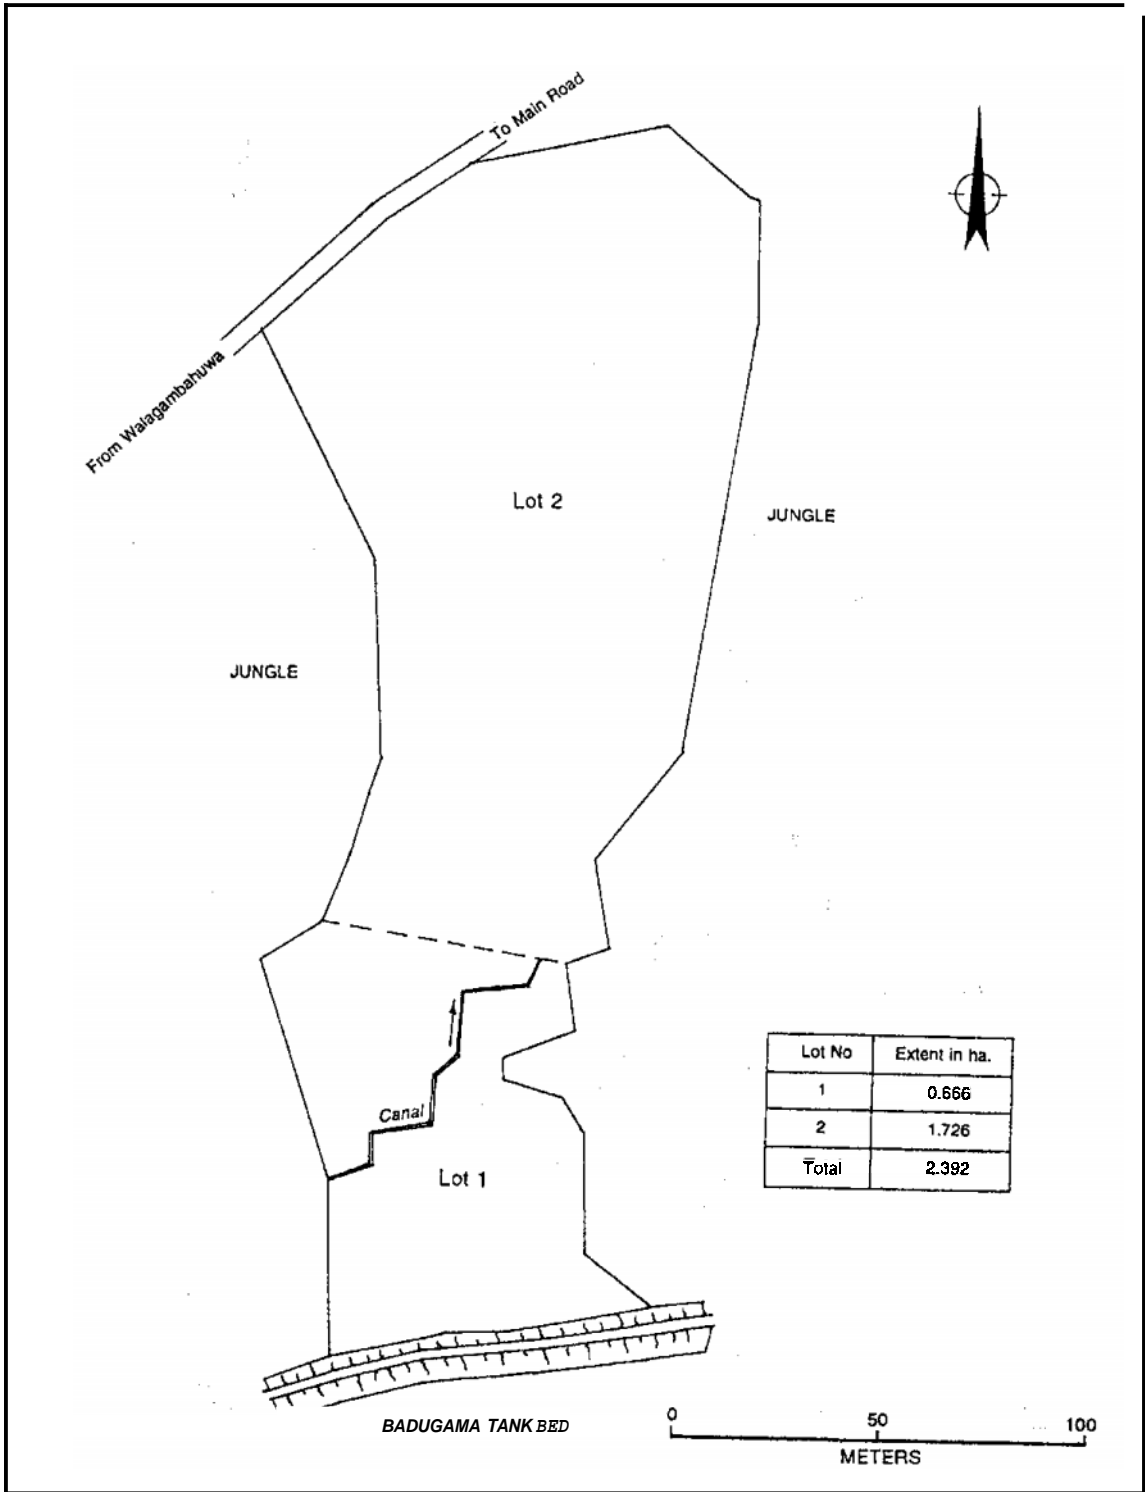 To Main Road
From Walagambahuwa
Lot 2
JUNGLE
JUNGLE
Canal
Lot 1
Lot No Extent in ha.
1 0.666
2 1.726
Total 2.392
BADUGAMA TANK BED
0 50 100
METERS